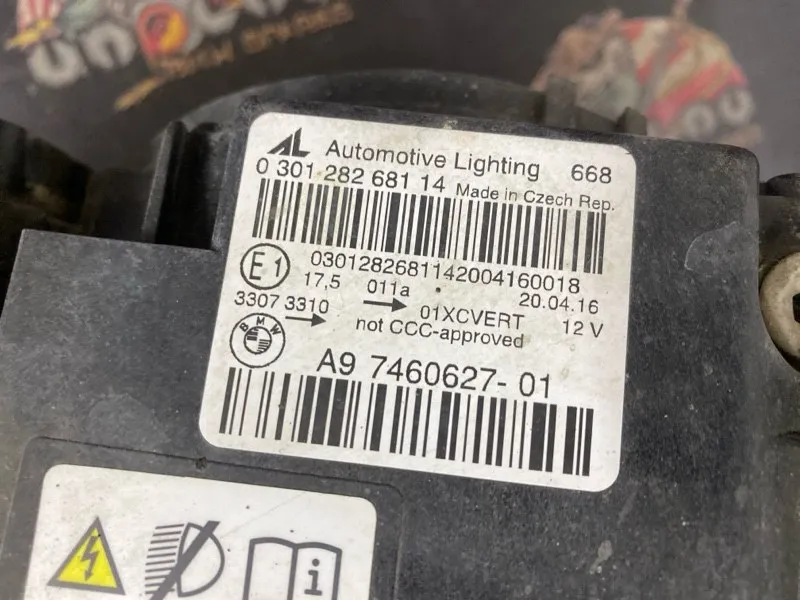 AL Automotive Lighting 668
0 301 282 681 14 Made in Czech Rep.
0301282681142004160018
E1 17,5 011a 20.04.16
3307 3310 01XCVERT 12 V
not CCC-approved
BMW
A9 7460627-01
i